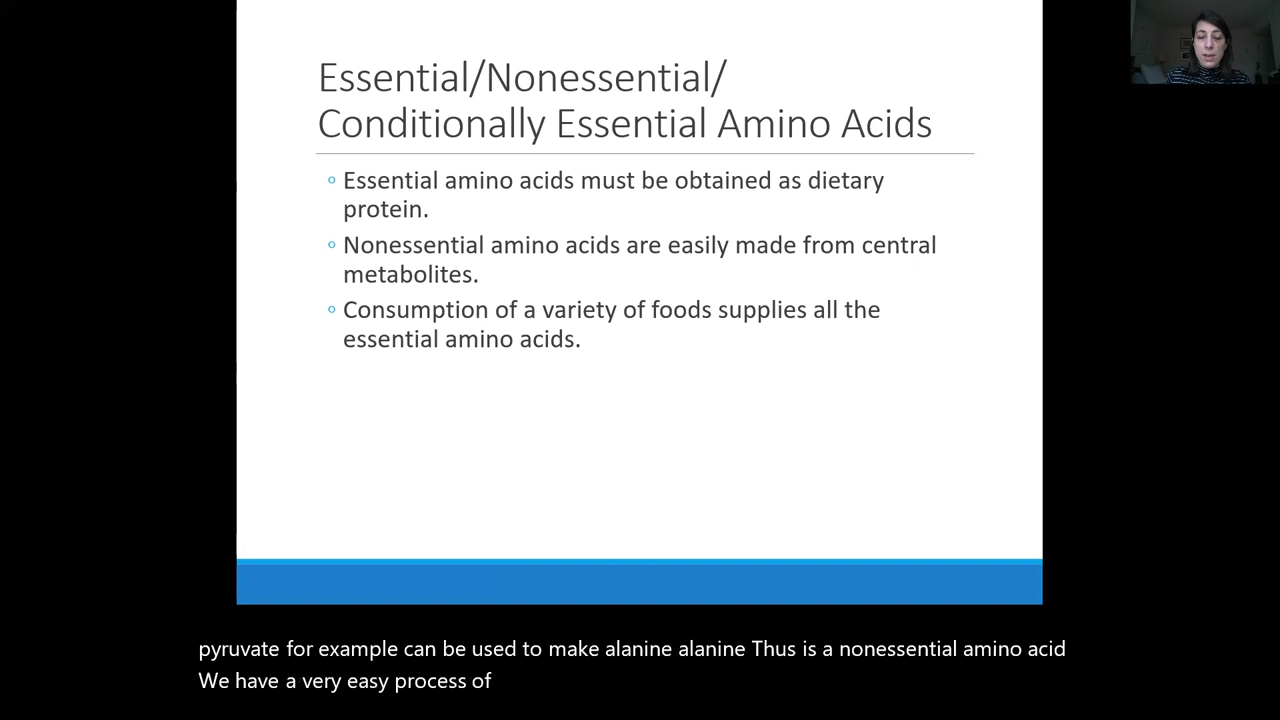 Essential/Nonessential/
Conditionally Essential Amino Acids
◦ Essential amino acids must be obtained as dietary
protein.
◦ Nonessential amino acids are easily made from central
metabolites.
◦ Consumption of a variety of foods supplies all the
essential amino acids.
pyruvate for example can be used to make alanine alanine Thus is a nonessential amino acid
We have a very easy process of